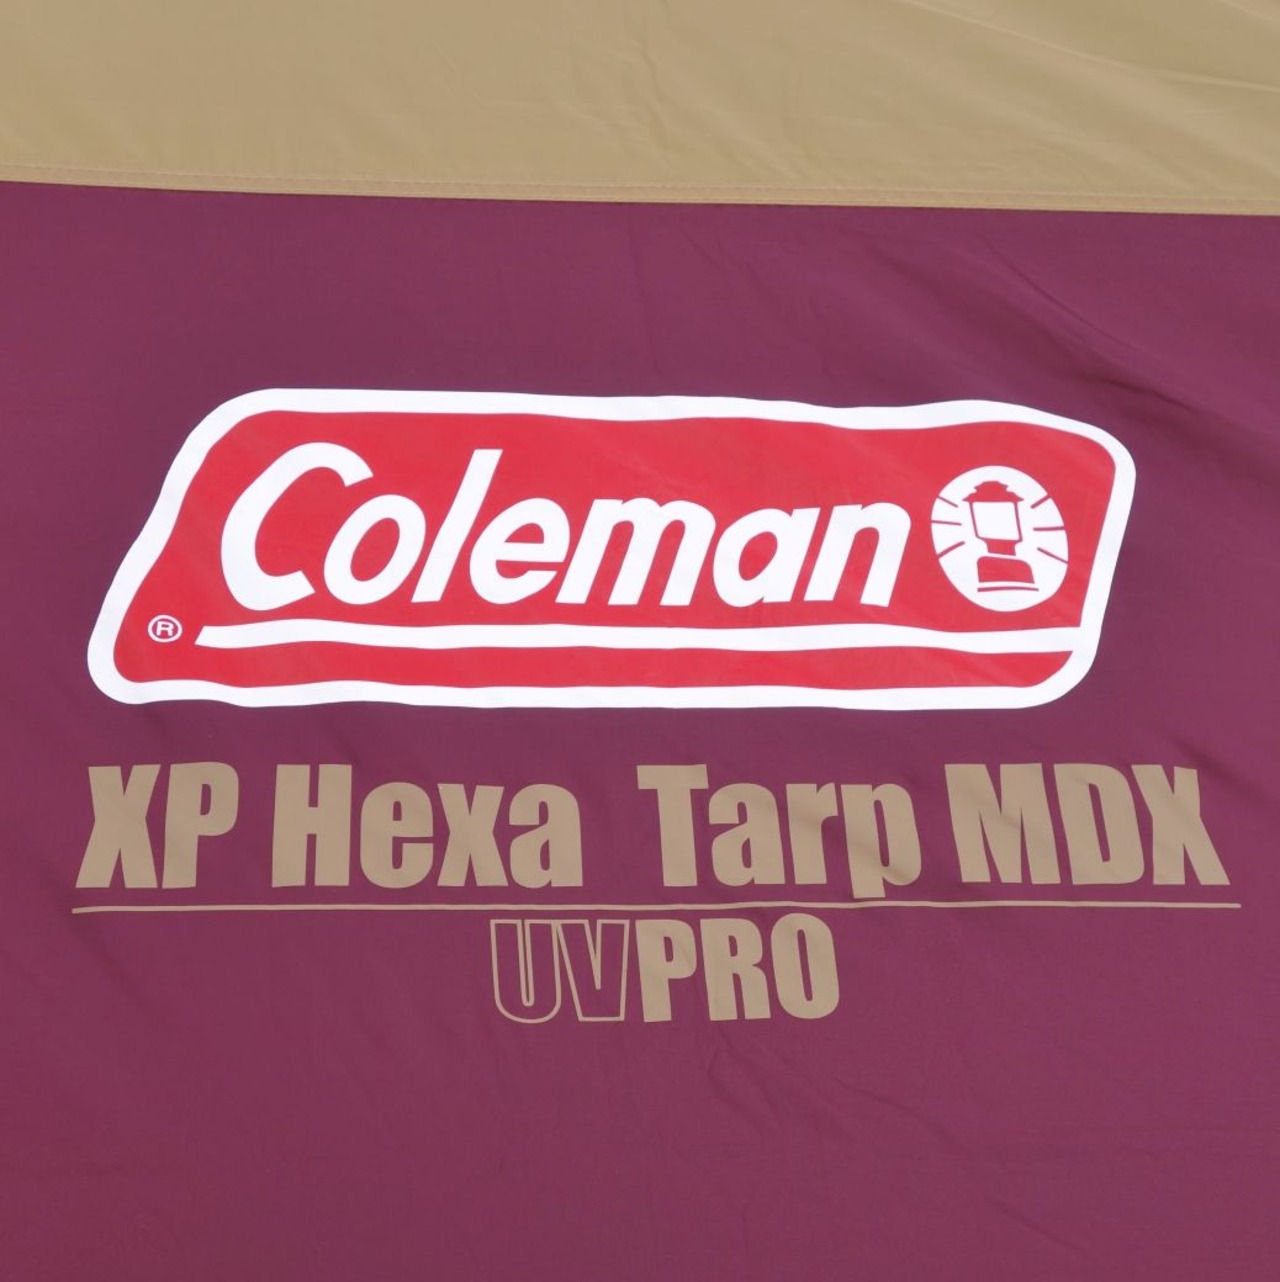 Coleman
®
XP Hexa Tarp MDX
UVPRO